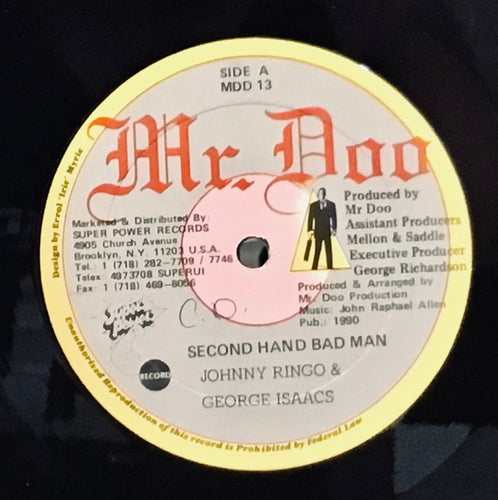 SIDE A
MDD 13
Mr. Doo
Design by Errol 'Irie' Myrie
Marketed & Distributed By:
SUPER POWER RECORDS
4905 Church Avenue
Brooklyn, N.Y. 11203 U.S.A.
Tel.: 1 (718) 282-7709 / 7746
Telex: 4973708 SUPERUI
Fax: 1 (718) 469-8056
Produced by
Mr Doo
Assistant Producers
Mellon & Saddle
Executive Producer
George Richardson
Produced & Arranged by
Mr. Doo Production
Music: John Raphael Allen
Pub.: 1990
C.D.
RECORD
SECOND HAND BAD MAN
JOHNNY RINGO &
GEORGE ISAACS
Unauthorised Reproduction of this record is Prohibited by Federal Law